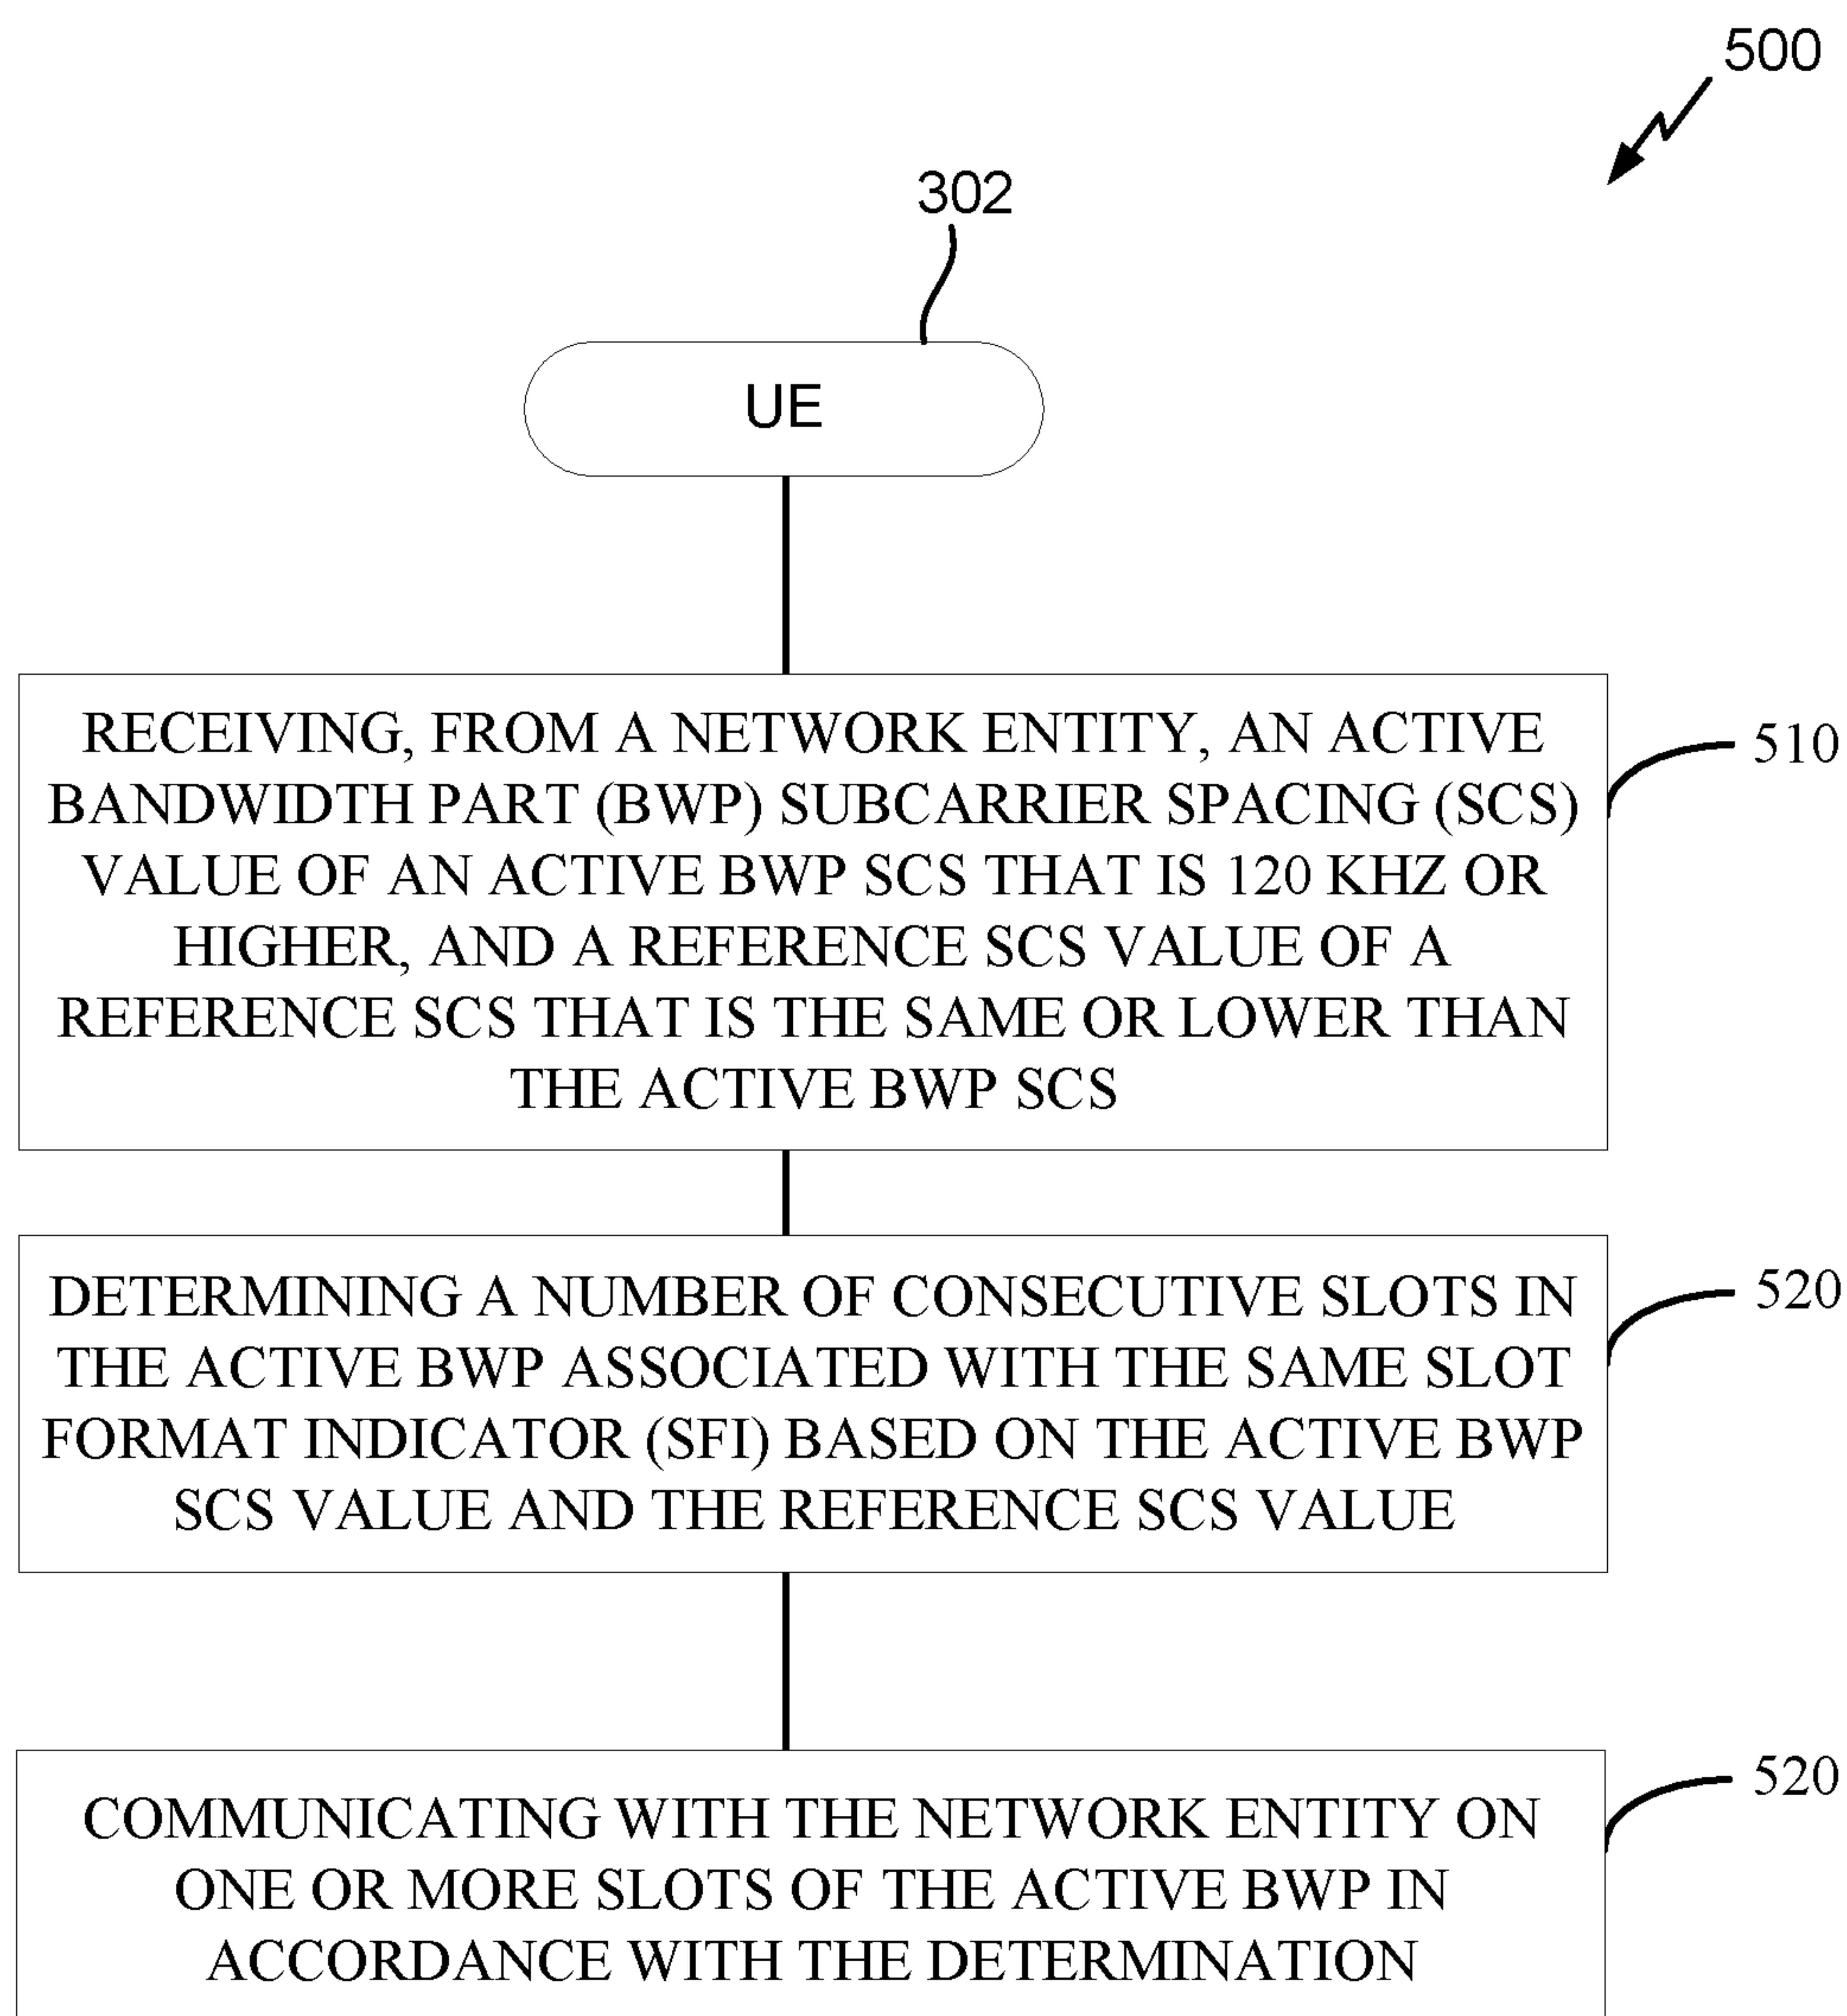 500
302
UE
RECEIVING, FROM A NETWORK ENTITY, AN ACTIVE
BANDWIDTH PART (BWP) SUBCARRIER SPACING (SCS)
VALUE OF AN ACTIVE BWP SCS THAT IS 120 KHZ OR
HIGHER, AND A REFERENCE SCS VALUE OF A
REFERENCE SCS THAT IS THE SAME OR LOWER THAN
THE ACTIVE BWP SCS
510
DETERMINING A NUMBER OF CONSECUTIVE SLOTS IN
THE ACTIVE BWP ASSOCIATED WITH THE SAME SLOT
FORMAT INDICATOR (SFI) BASED ON THE ACTIVE BWP
SCS VALUE AND THE REFERENCE SCS VALUE
520
COMMUNICATING WITH THE NETWORK ENTITY ON
ONE OR MORE SLOTS OF THE ACTIVE BWP IN
ACCORDANCE WITH THE DETERMINATION
520